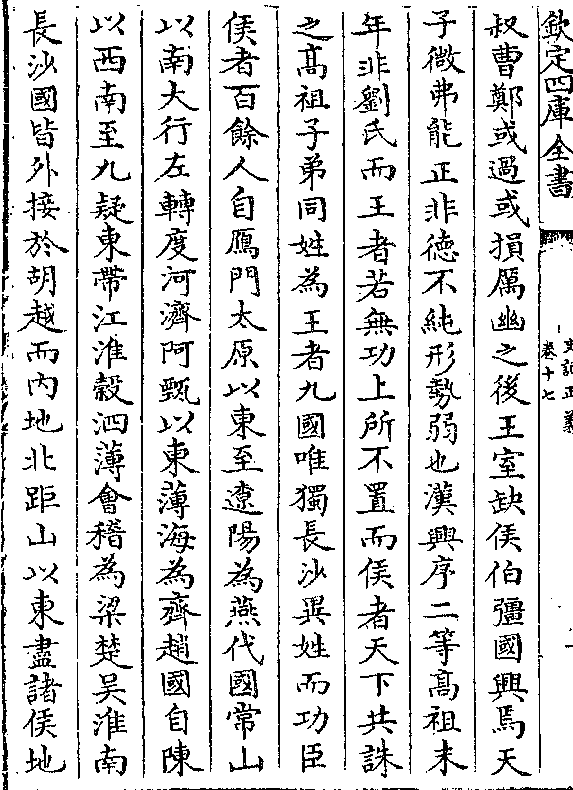 欽定四庫全書
史記正義
卷十七
叔曹鄭或過或損厲幽之後王室缺侯伯彊國興焉天
子微弗能正非德不純形勢弱也漢興序二等高祖末
年非劉氏而王者若無功上所不置而侯者天下共誅
之高祖子弟同姓為王者九國唯獨長沙異姓而功臣
侯者百餘人自鴈門太原以東至遼陽為燕代國常山
以南大行左轉度河濟阿甄以東薄海為齊趙國自陳
以西南至九疑東帶江淮穀泗薄會稽為梁楚吳淮南
長沙國皆外接於胡越而內地北距山以東盡諸侯地